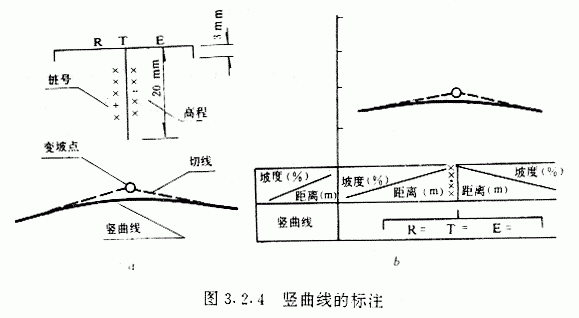 R T E
3 mm
桩号
20 mm
高程
变坡点
切线
竖曲线
a
坡度(%)
距离(m)
坡度(%)
距离(m)
距离(m)
坡度(%)
竖曲线
R= T= E=
b
图 3.2.4 竖曲线的标注